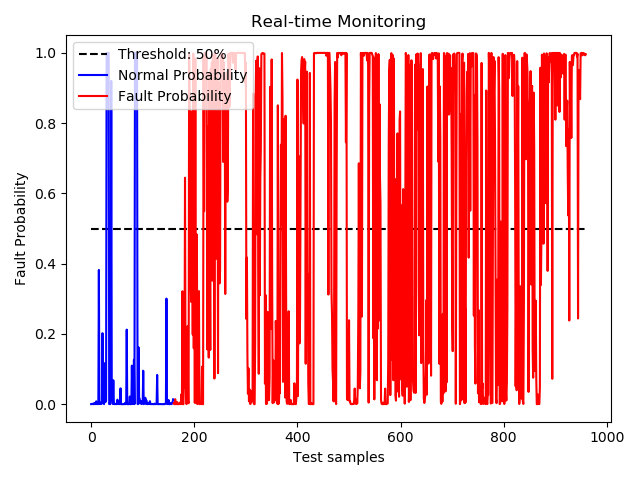 Real-time Monitoring
Threshold: 50%
Normal Probability
Fault Probability
Fault Probability
1.0
0.8
0.6
0.4
0.2
0.0
0 200 400 600 800 1000
Test samples